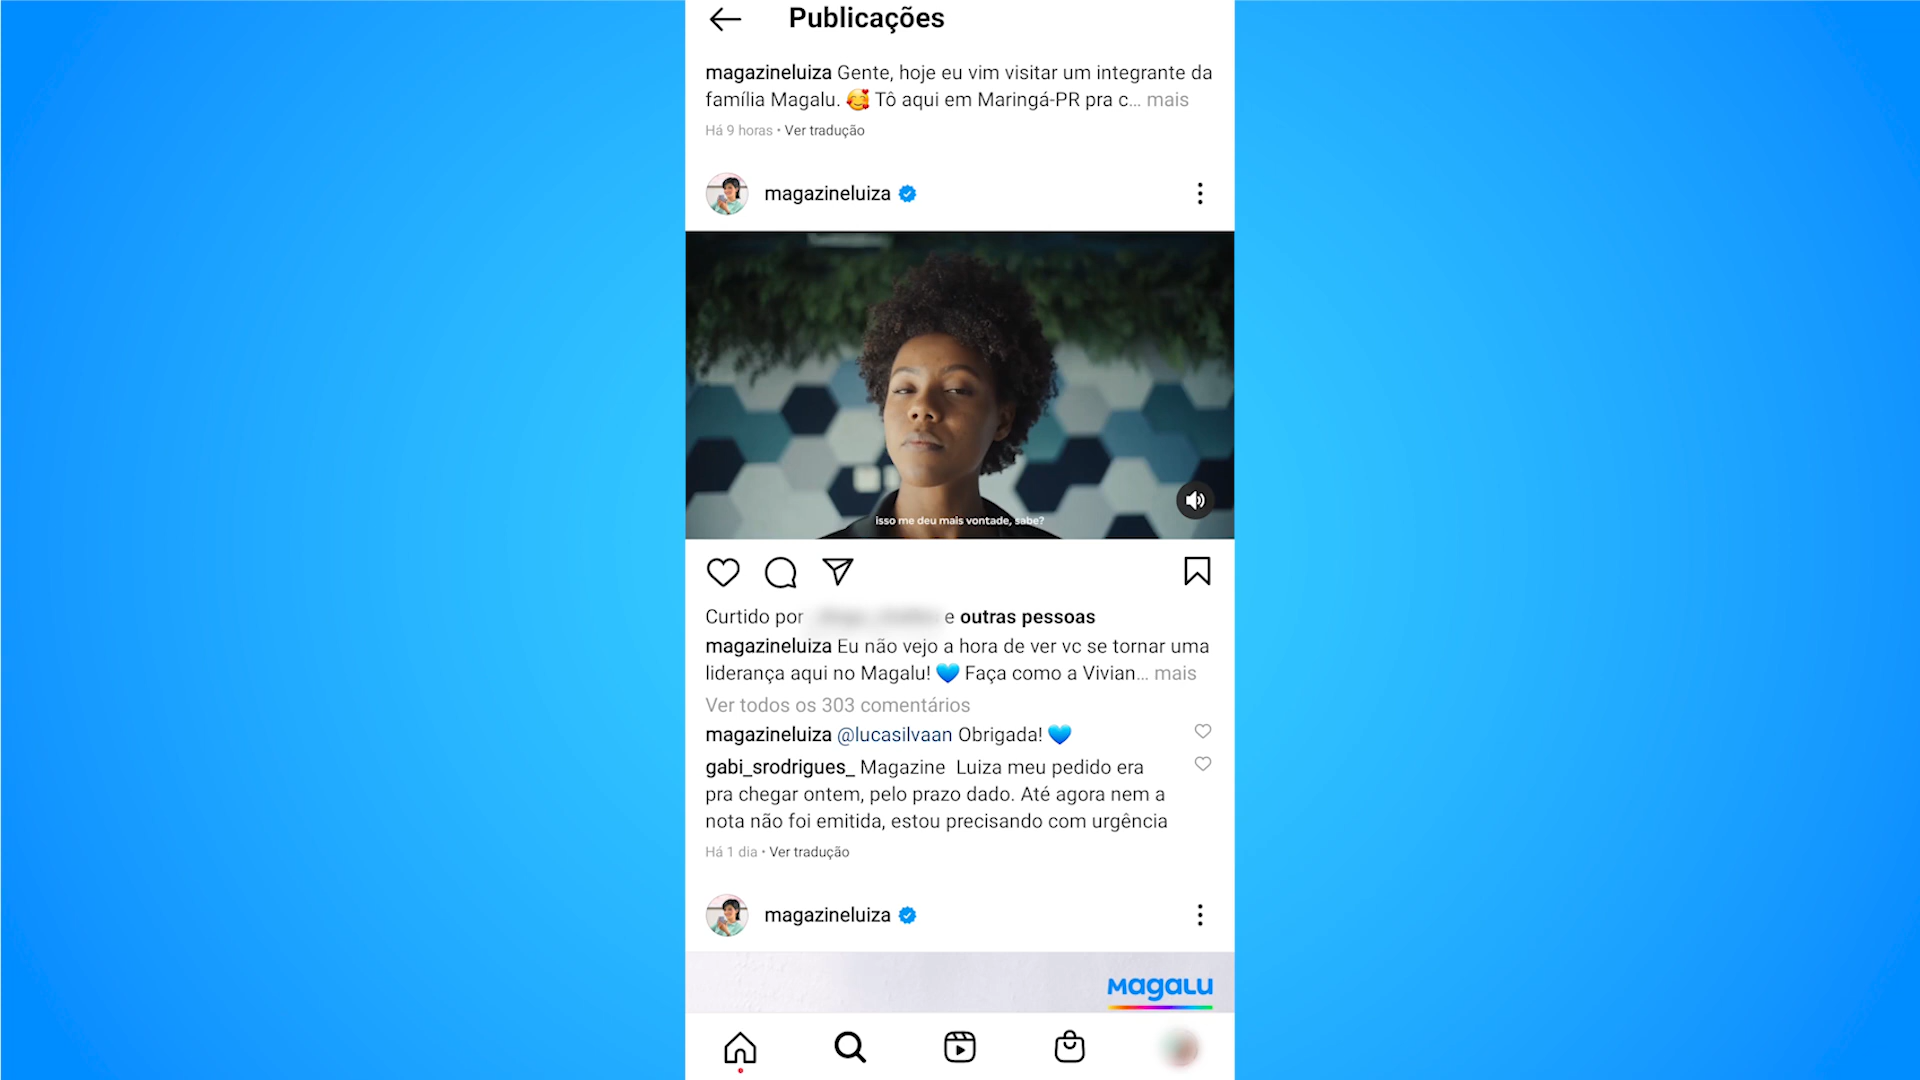 Publicações
magazineluiza Gente, hoje eu vim visitar um integrante da
família Magalu. 🥰 Tô aqui em Maringá-PR pra c... mais
Há 9 horas • Ver tradução
magazineluiza
isso me deu mais vontade, sabe?
Curtido por e outras pessoas
magazineluiza Eu não vejo a hora de ver vc se tornar uma
liderança aqui no Magalu! 💙 Faça como a Vivian... mais
Ver todos os 303 comentários
magazineluiza @lucasilvaan Obrigada! 💙
gabi_srodrigues_ Magazine Luiza meu pedido era
pra chegar ontem, pelo prazo dado. Até agora nem a
nota não foi emitida, estou precisando com urgência
Há 1 dia • Ver tradução
magazineluiza
Magalu